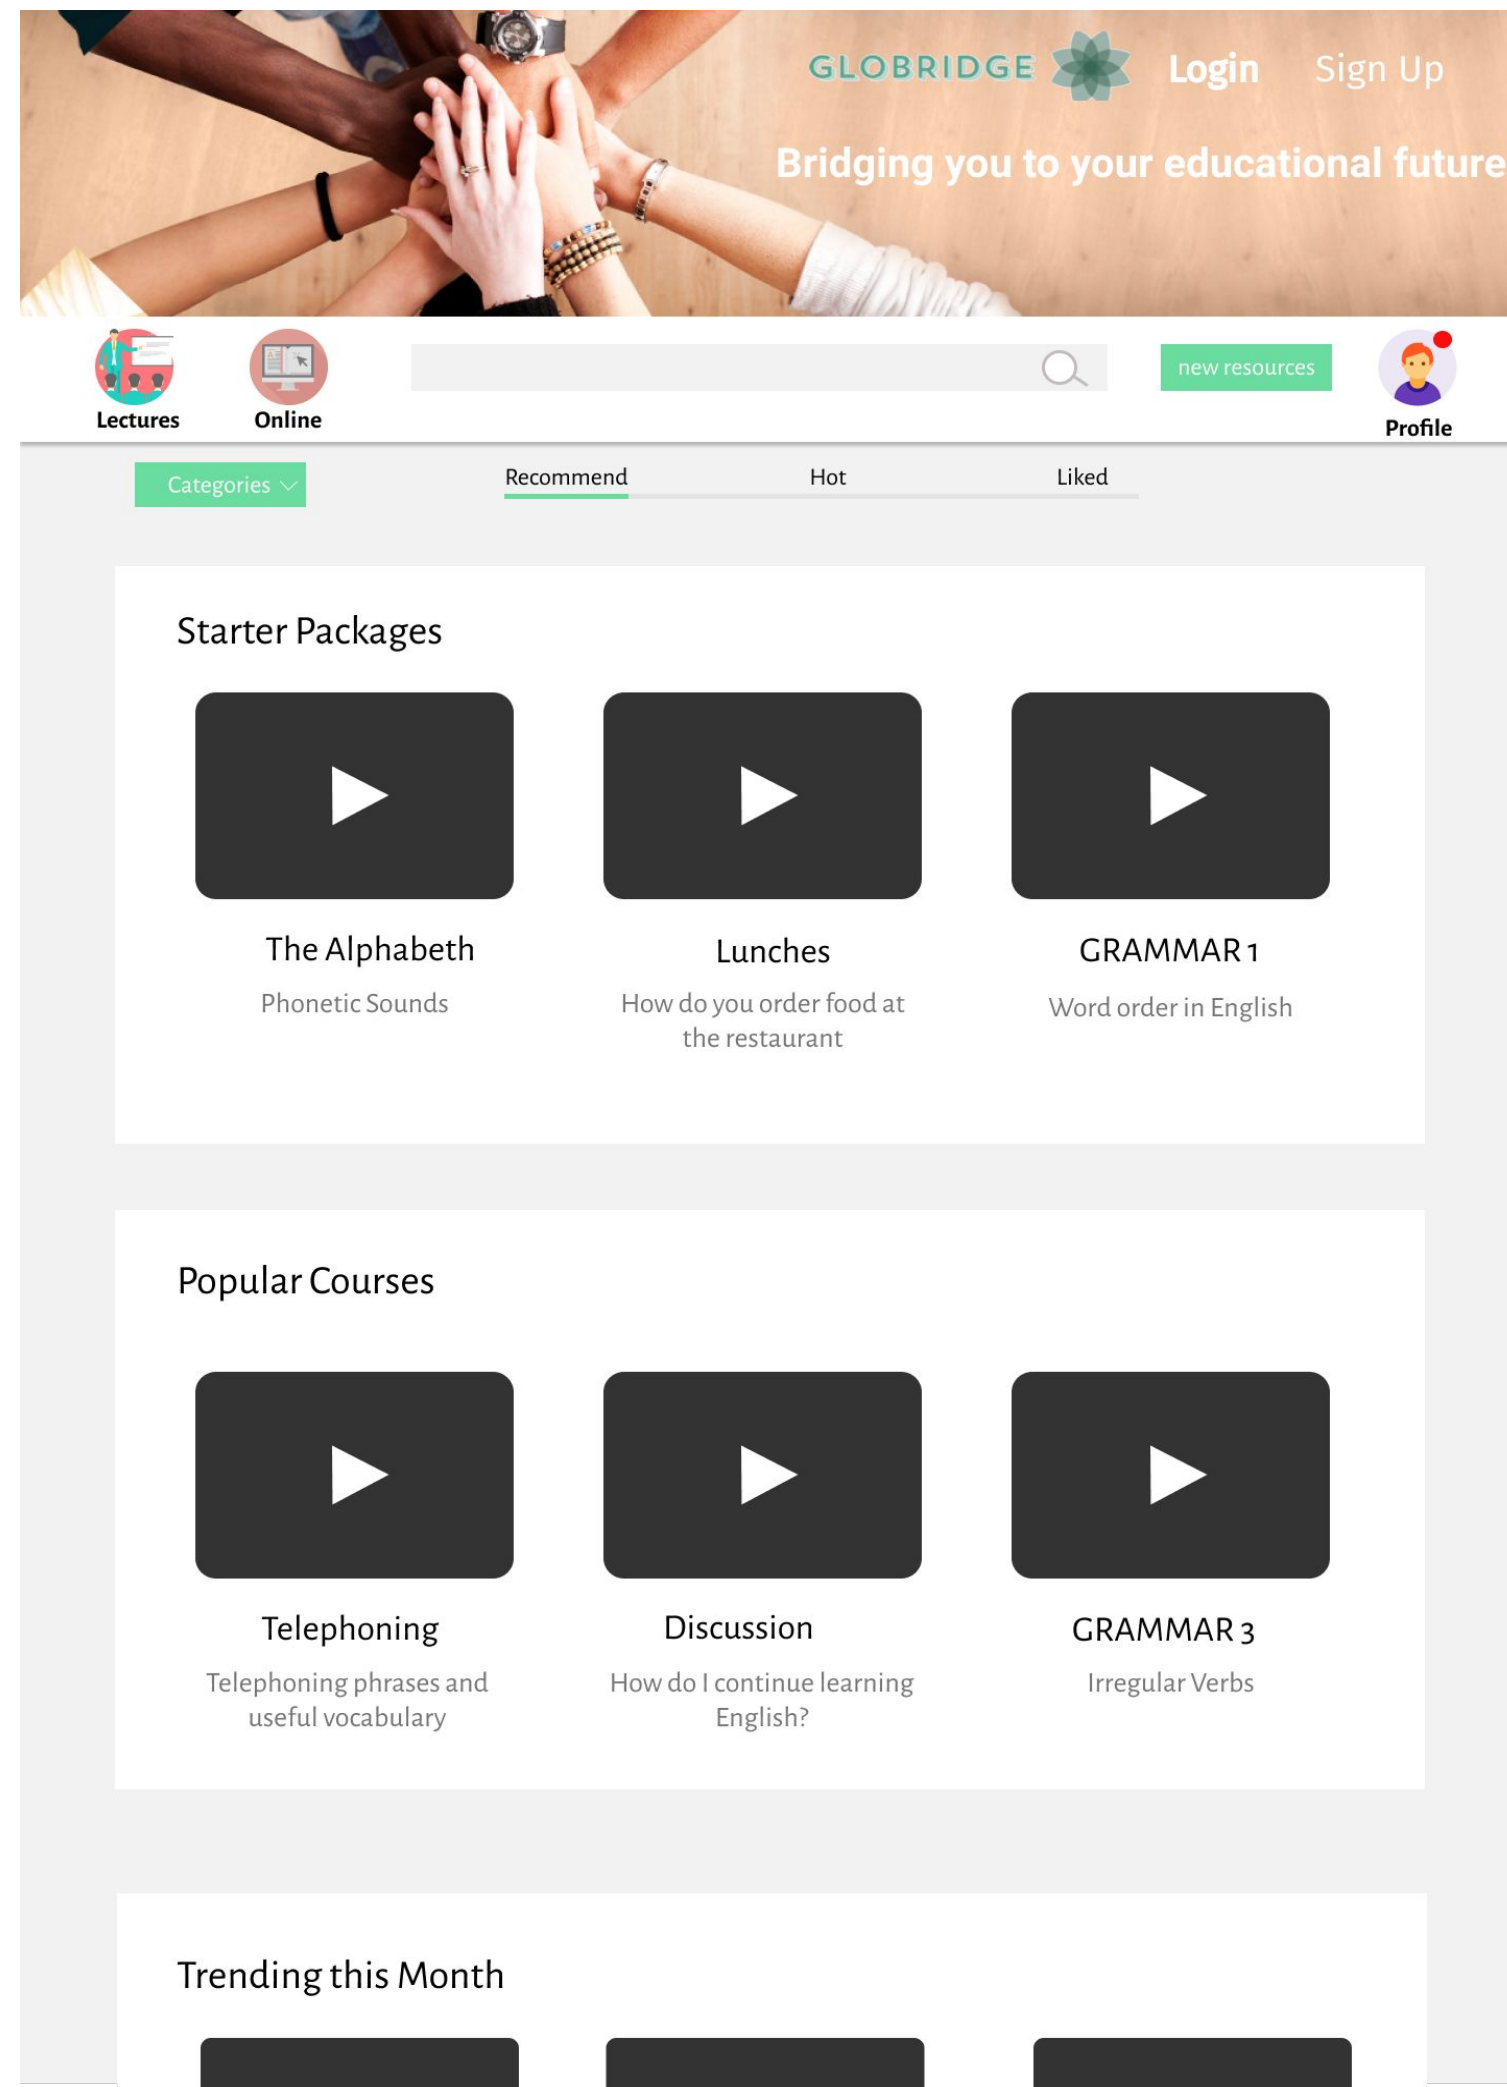 GLOBRIDGE
Login
Sign Up
Bridging you to your educational future
Lectures
Online
new resources
Profile
Categories
Recommend
Hot
Liked
Starter Packages
The Alphabeth
Phonetic Sounds
Lunches
How do you order food at
the restaurant
GRAMMAR 1
Word order in English
Popular Courses
Telephoning
Telephoning phrases and
useful vocabulary
Discussion
How do I continue learning
English?
GRAMMAR 3
Irregular Verbs
Trending this Month